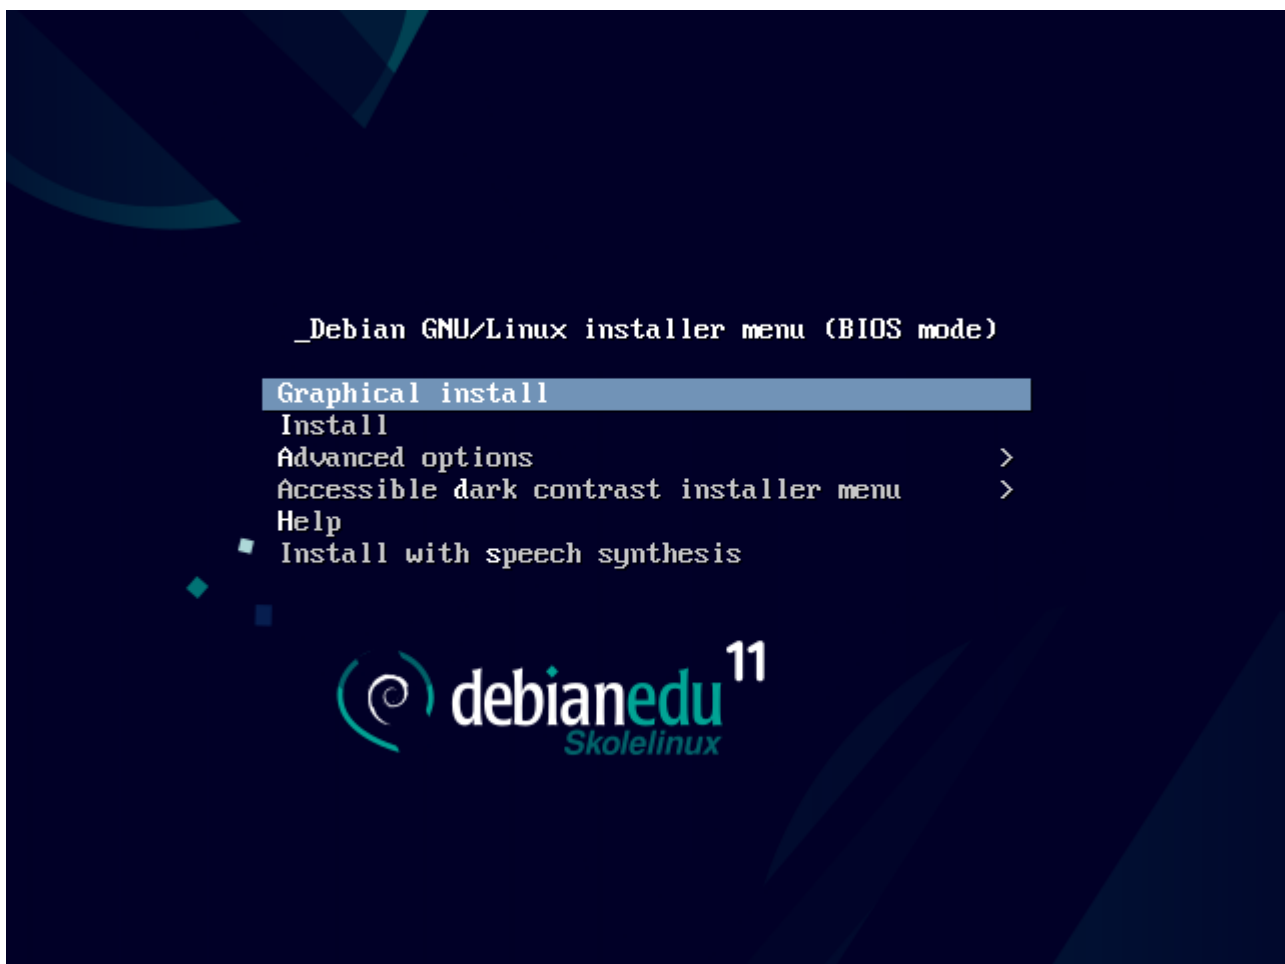 _Debian GNU/Linux installer menu (BIOS mode)
Graphical install
Install
Advanced options >
Accessible dark contrast installer menu >
Help
Install with speech synthesis
debianedu 11
Skolelinux